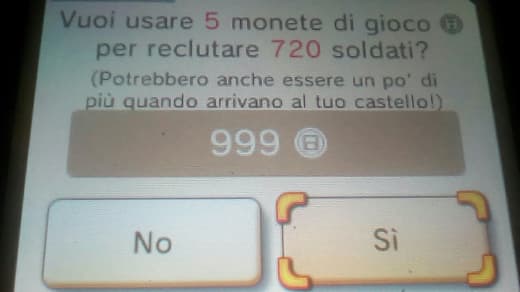 Vuoi usare 5 monete di gioco
per reclutare 720 soldati?
(Potrebbero anche essere un po' di
più quando arrivano al tuo castello!)
999
No
Sì